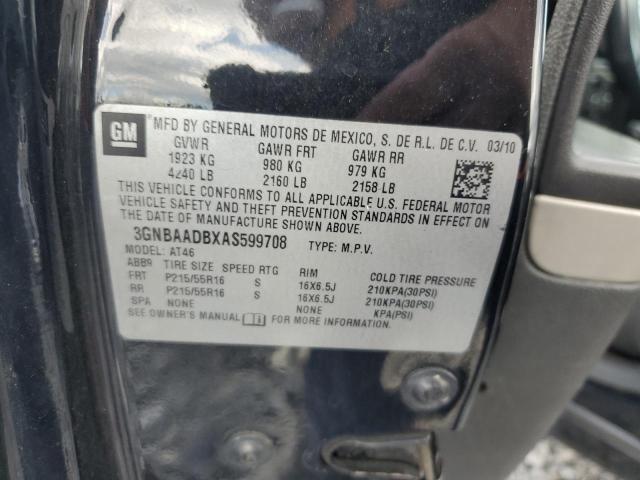 GM
MFD BY GENERAL MOTORS DE MEXICO, S. DE R.L. DE C.V. 03/10
GVWR GAWR FRT GAWR RR
1923 KG 980 KG 979 KG
4240 LB 2160 LB 2158 LB
THIS VEHICLE CONFORMS TO ALL APPLICABLE U.S. FEDERAL MOTOR
VEHICLE SAFETY AND THEFT PREVENTION STANDARDS IN EFFECT ON
THE DATE OF MANUFACTURE SHOWN ABOVE.
3GNBAADBXAS599708 TYPE: M.P.V.
MODEL: AT46
ABB9 TIRE SIZE SPEED RTG RIM COLD TIRE PRESSURE
FRT P215/55R16 S 16X6.5J 210KPA(30PSI)
RR P215/55R16 S 16X6.5J 210KPA(30PSI)
SPA NONE NONE KPA(PSI)
SEE OWNER'S MANUAL FOR MORE INFORMATION.